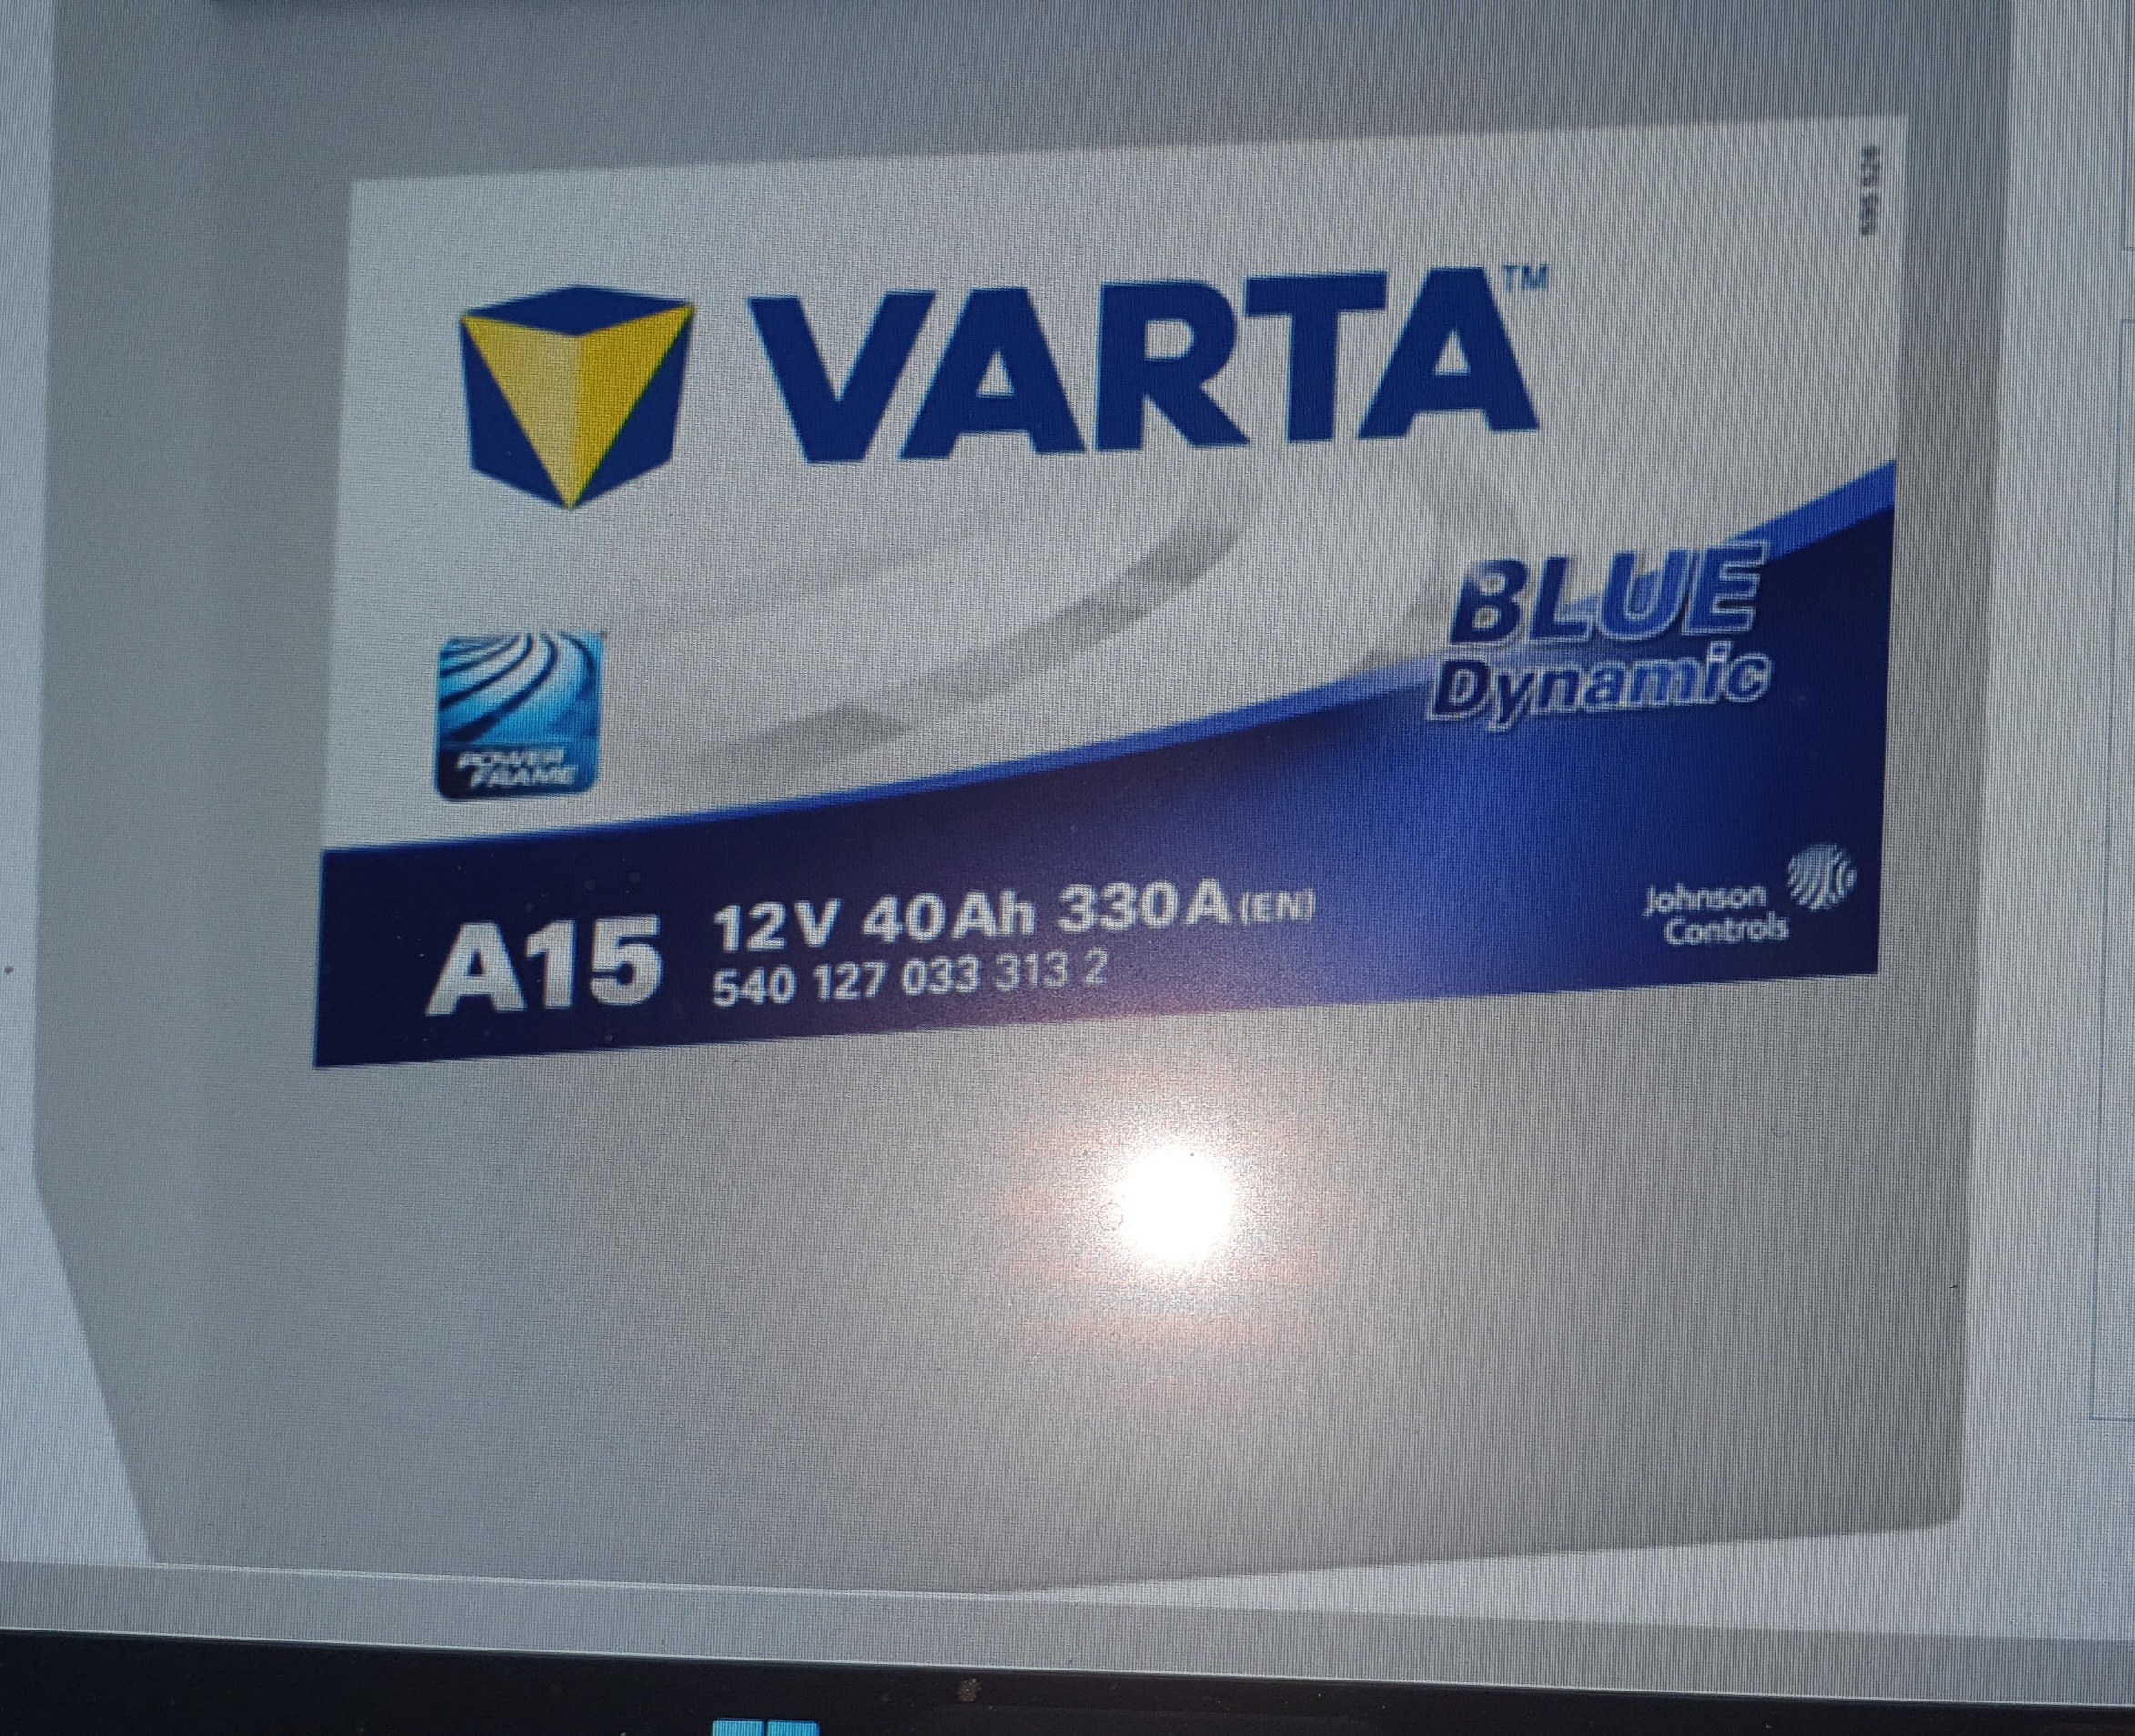 VARTA™
BLUE
Dynamic
POWER
FRAME
A15
12V 40Ah 330A (EN)
540 127 033 313 2
Johnson
Controls